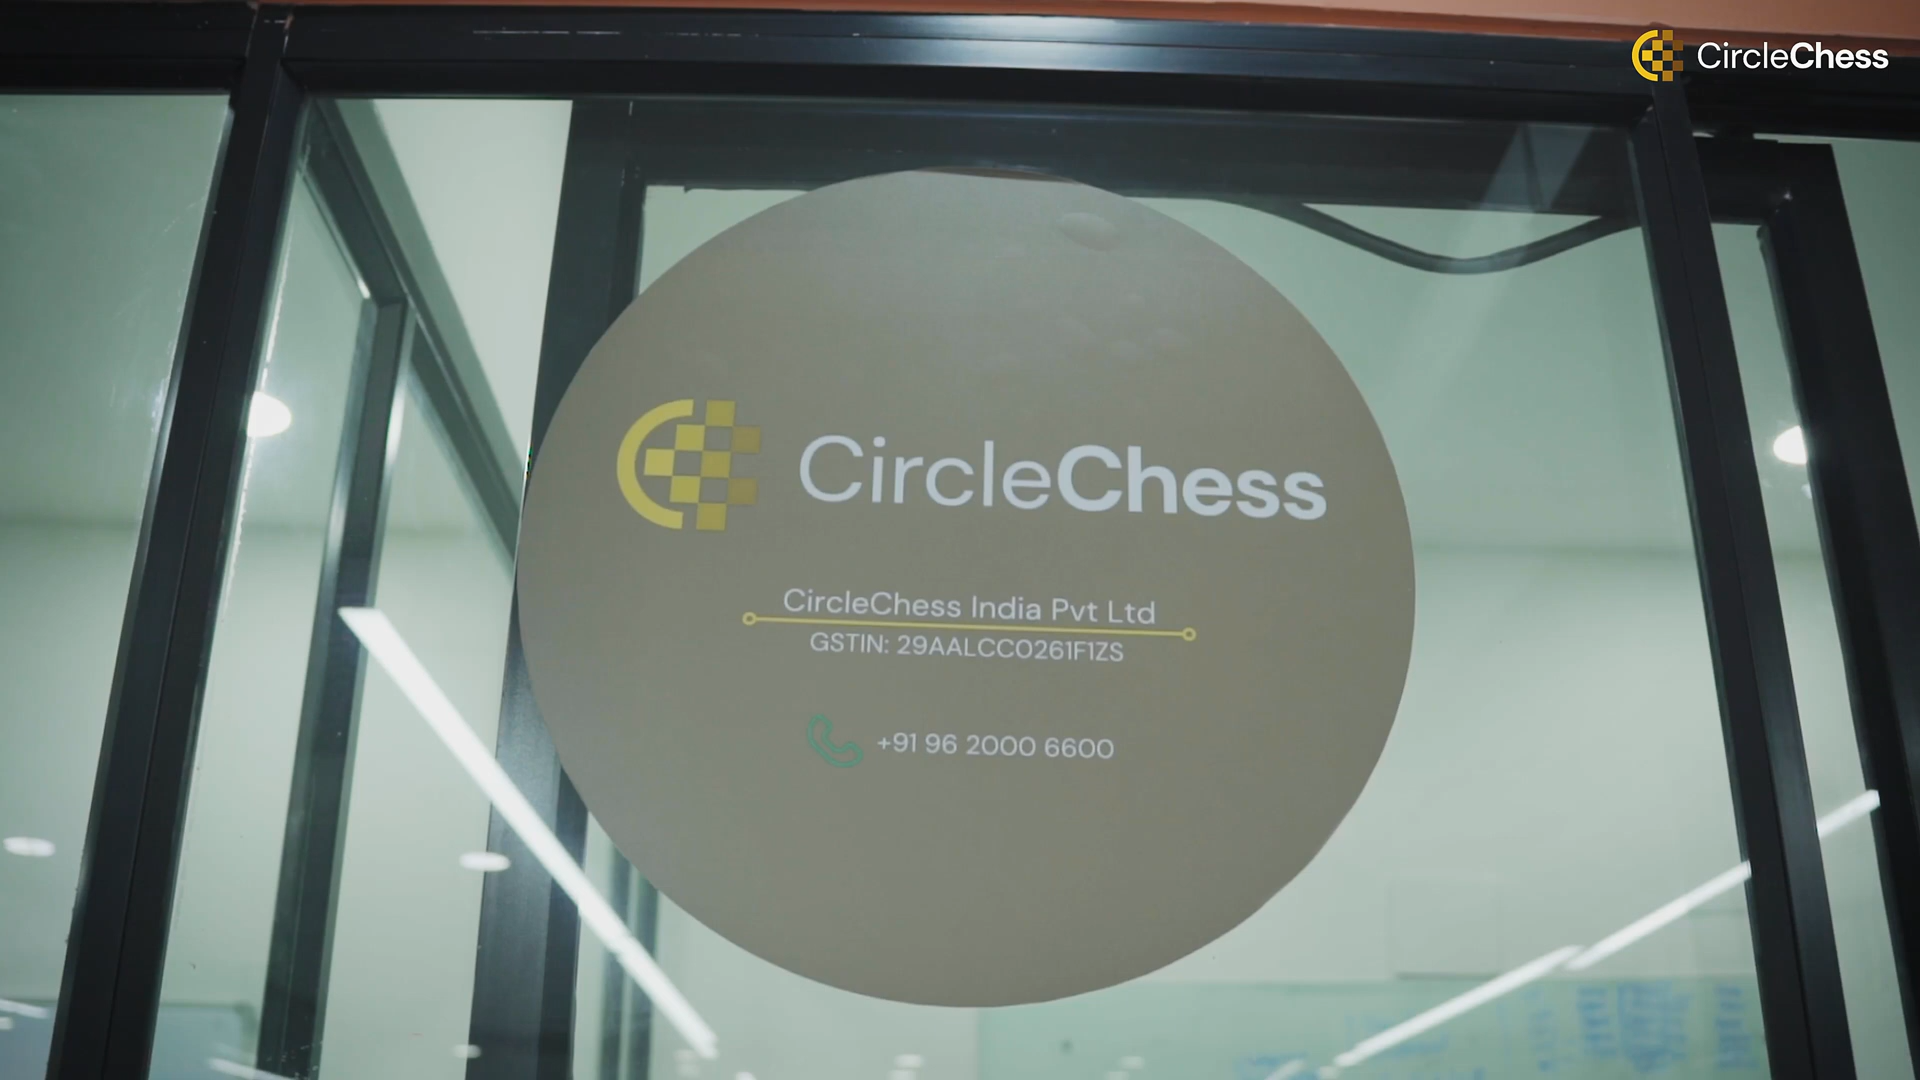 CircleChess
CircleChess
CircleChess India Pvt Ltd
GSTIN: 29AALCC0261F1ZS
+91 96 2000 6600